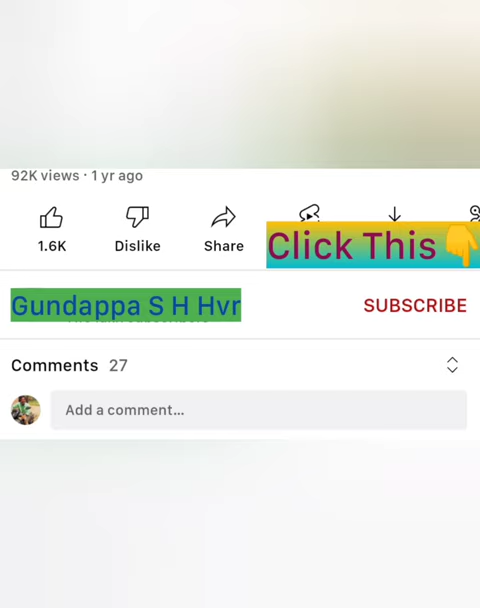 92K views · 1 yr ago
1.6K
Dislike
Share
Click This👇
Gundappa S H Hvr
SUBSCRIBE
Comments 27
Add a comment...